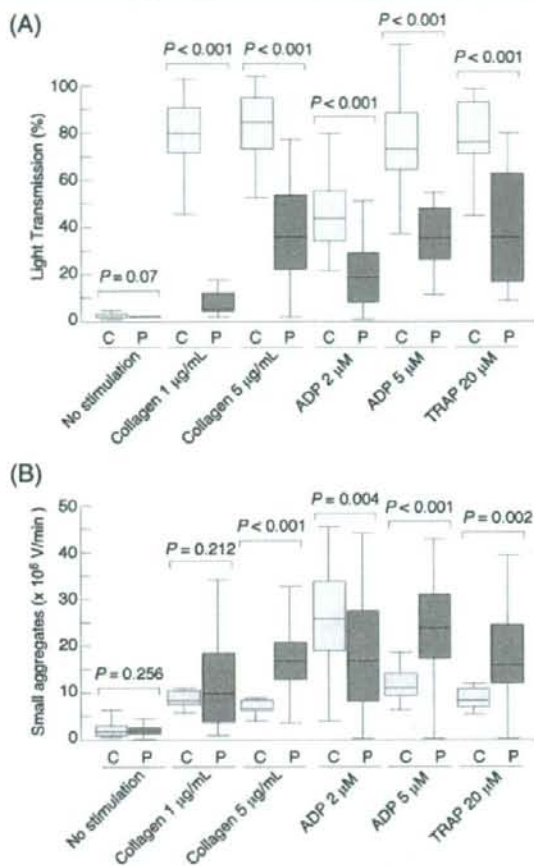 (A)
P < 0.001 P < 0.001 P < 0.001 P < 0.001 P < 0.001
P = 0.07
Light Transmission (%)
100
80
60
40
20
0
C P C P C P C P C P C P
No stimulation
Collagen 1 μg/mL
Collagen 5 μg/mL
ADP 2 μM
ADP 5 μM
TRAP 20 μM
(B)
P = 0.256 P = 0.212 P < 0.001 P = 0.004 P < 0.001 P = 0.002
Small aggregates (x 10⁶ V/min)
50
40
30
20
10
0
C P C P C P C P C P C P
No stimulation
Collagen 1 μg/mL
Collagen 5 μg/mL
ADP 2 μM
ADP 5 μM
TRAP 20 μM